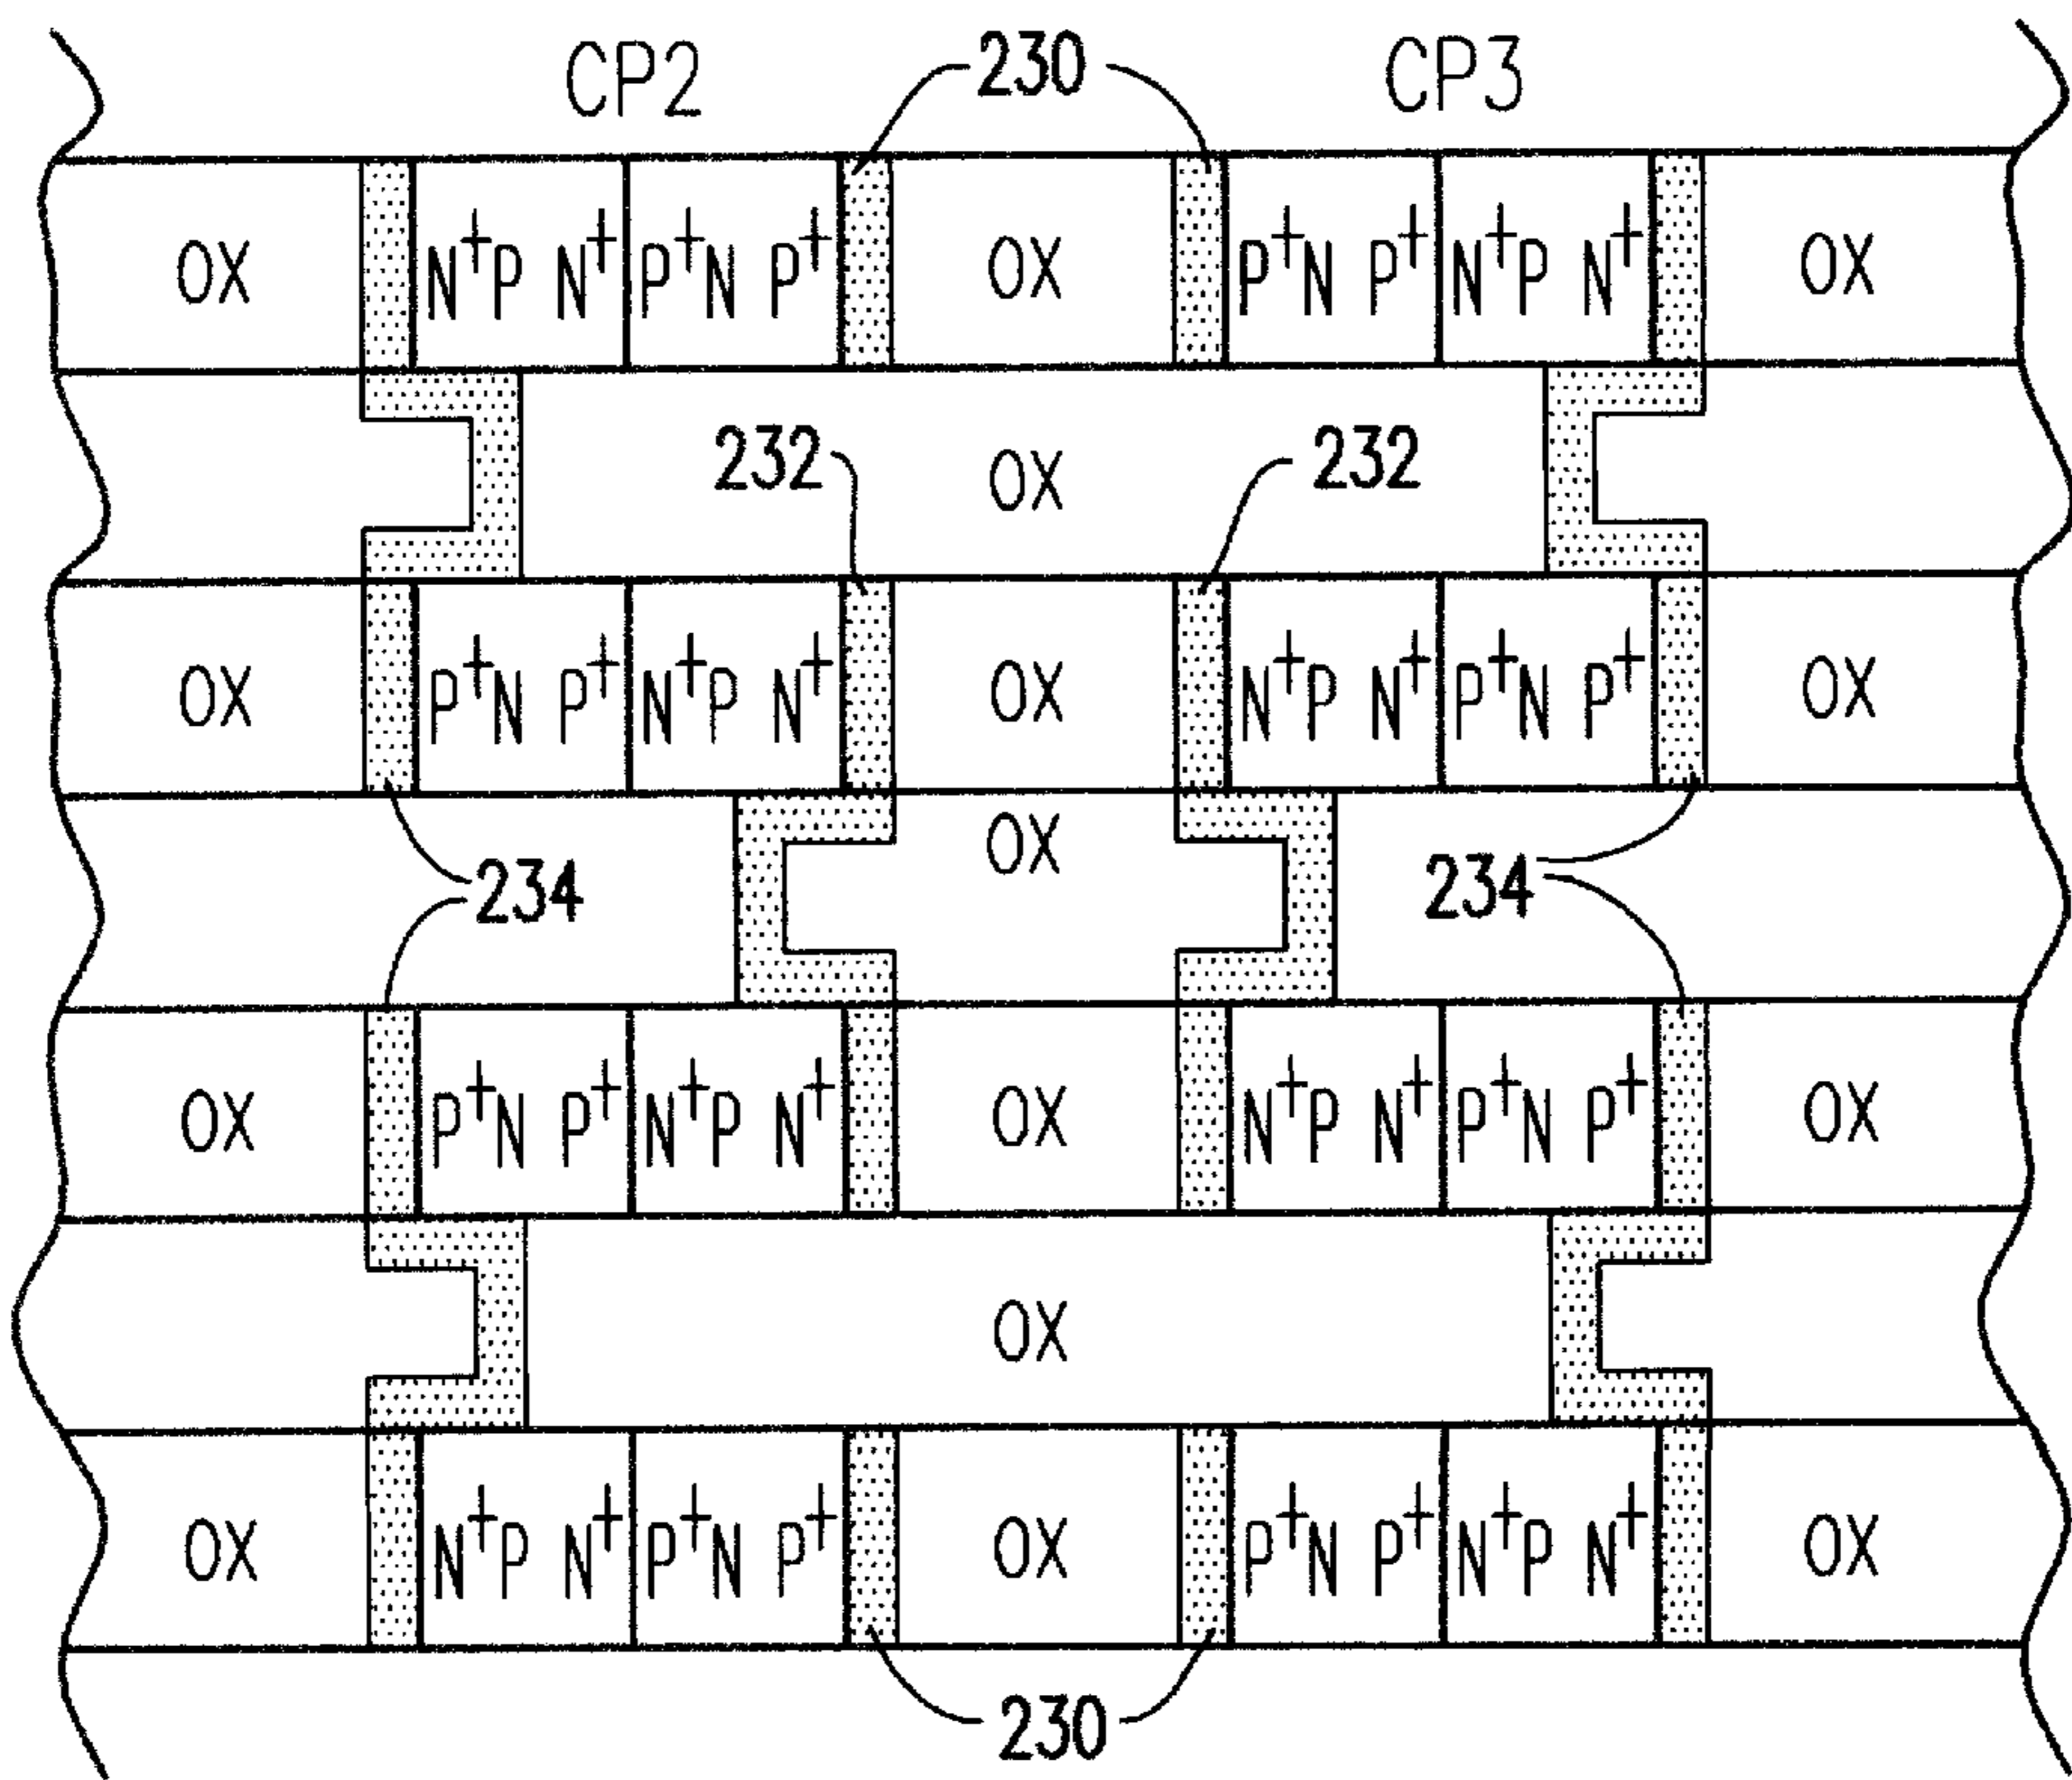 CP2 230 CP3
OX N⁺P N⁺ P⁺N P⁺ OX P⁺N P⁺ N⁺P N⁺ OX
232 OX 232
OX P⁺N P⁺ N⁺P N⁺ OX N⁺P N⁺ P⁺N P⁺ OX
234 OX 234
OX P⁺N P⁺ N⁺P N⁺ OX N⁺P N⁺ P⁺N P⁺ OX
OX
OX N⁺P N⁺ P⁺N P⁺ OX P⁺N P⁺ N⁺P N⁺ OX
230